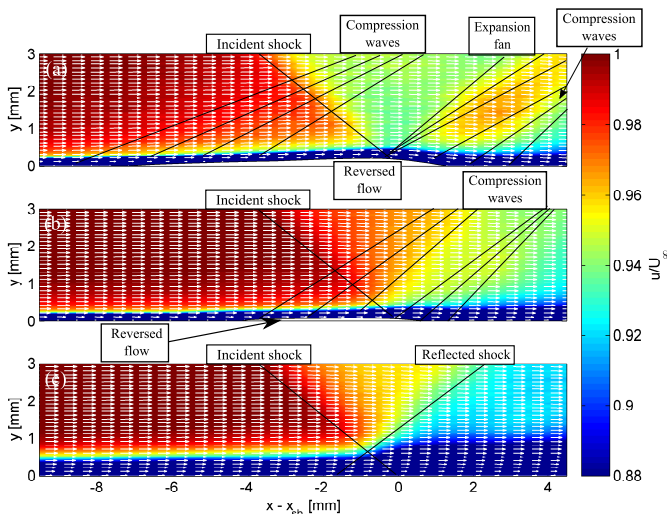 Incident shock
Compression
waves
Expansion
fan
Compression
waves
(a)
3
2
1
0
y [mm]
Reversed
flow
Incident shock
Compression
waves
(b)
3
2
1
0
y [mm]
Reversed
flow
Incident shock
Reflected shock
(c)
3
2
1
0
y [mm]
-8
-6
-4
-2
0
2
4
x - x_sh [mm]
1
0.98
0.96
0.94
0.92
0.9
0.88
u/U_∞